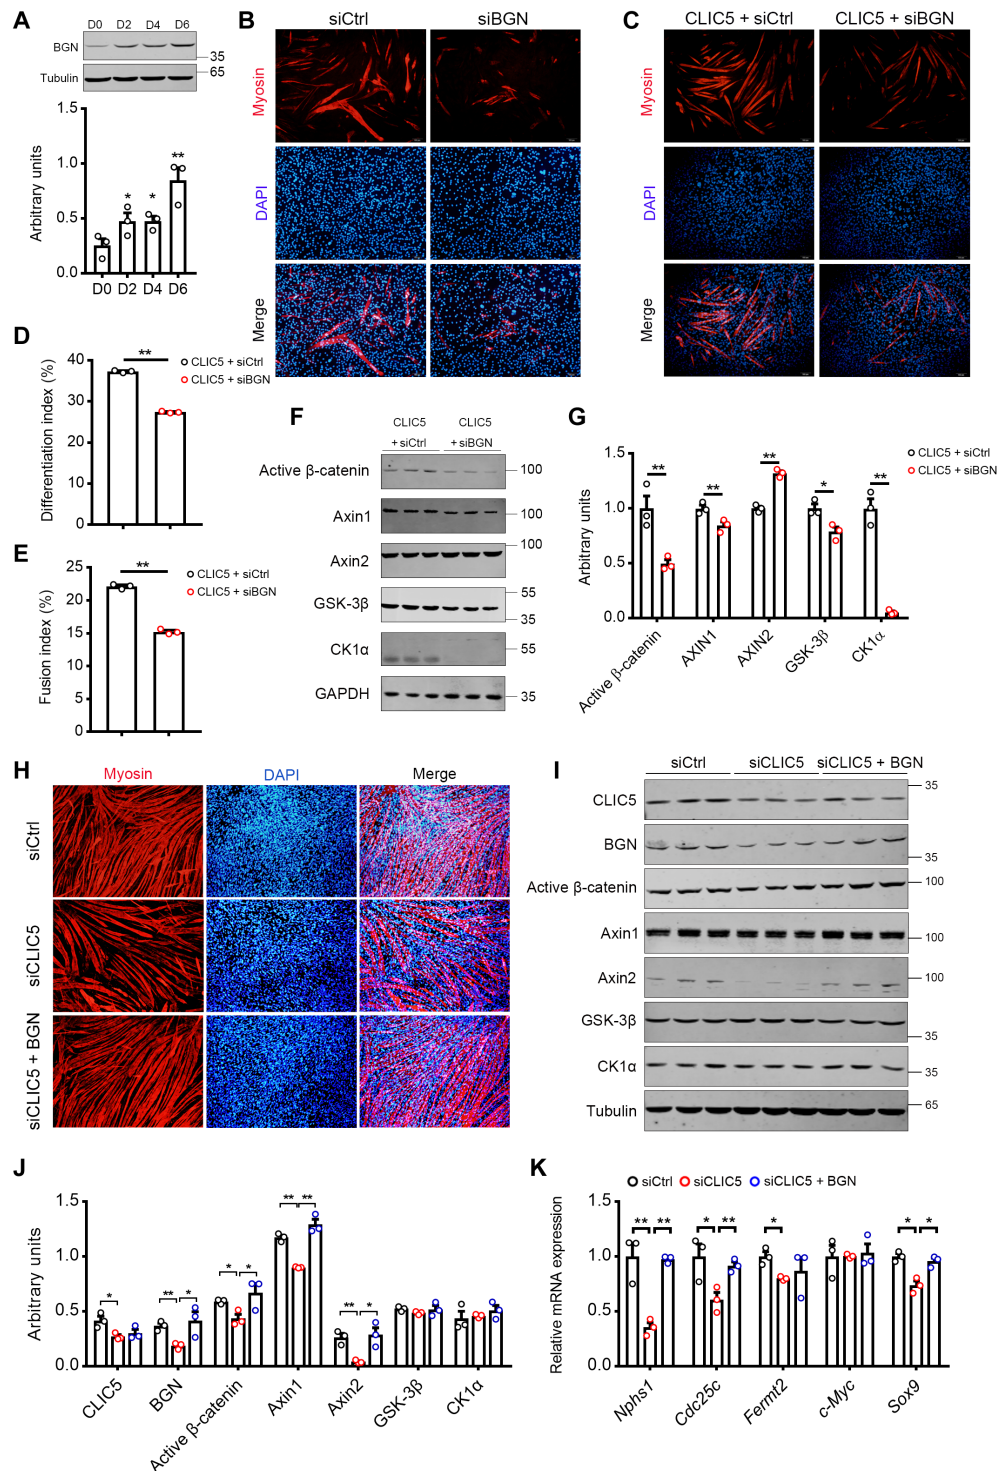 A
D0 D2 D4 D6
BGN
35
65
Tubulin
1.5
1.0
0.5
0.0
Arbitrary units
*
*
**
D0 D2 D4 D6
B
siCtrl siBGN
Myosin
DAPI
Merge
C
CLIC5 + siCtrl CLIC5 + siBGN
Myosin
DAPI
Merge
D
40
30
20
10
0
Differentiation index (%)
**
CLIC5 + siCtrl
CLIC5 + siBGN
E
25
20
15
10
5
0
Fusion index (%)
**
CLIC5 + siCtrl
CLIC5 + siBGN
F
CLIC5 CLIC5
+ siCtrl + siBGN
Active β-catenin 100
Axin1 100
Axin2 100
GSK-3β 55
35
CK1α 55
GAPDH 35
G
1.5
1.0
0.5
0.0
Arbitrary units
** ** ** * **
CLIC5 + siCtrl
CLIC5 + siBGN
Active β-catenin AXIN1 AXIN2 GSK-3β CK1α
H
Myosin DAPI Merge
siCtrl
siCLIC5
siCLIC5 + BGN
I
siCtrl siCLIC5 siCLIC5 + BGN
CLIC5 35
BGN 35
Active β-catenin 100
Axin1 100
Axin2 100
GSK-3β 35
CK1α 35
Tubulin 65
J
1.5
1.0
0.5
0.0
Arbitrary units
* ** * * * ** ** ** *
CLIC5 BGN Active β-catenin Axin1 Axin2 GSK-3β CK1α
K
siCtrl siCLIC5 siCLIC5 + BGN
1.5
1.0
0.5
0.0
Relative mRNA expression
** ** * ** * * *
Nphs1 Cdc25c Fermt2 c-Myc Sox9